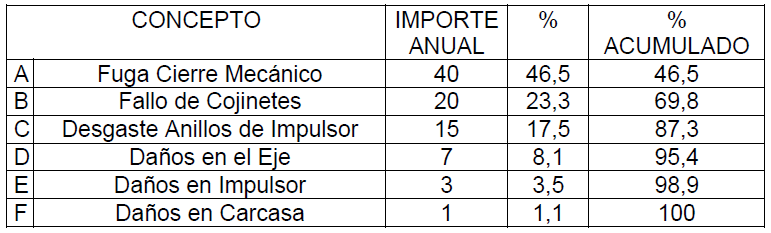 CONCEPTO IMPORTE ANUAL % % ACUMULADO
A Fuga Cierre Mecánico 40 46,5 46,5
B Fallo de Cojinetes 20 23,3 69,8
C Desgaste Anillos de Impulsor 15 17,5 87,3
D Daños en el Eje 7 8,1 95,4
E Daños en Impulsor 3 3,5 98,9
F Daños en Carcasa 1 1,1 100